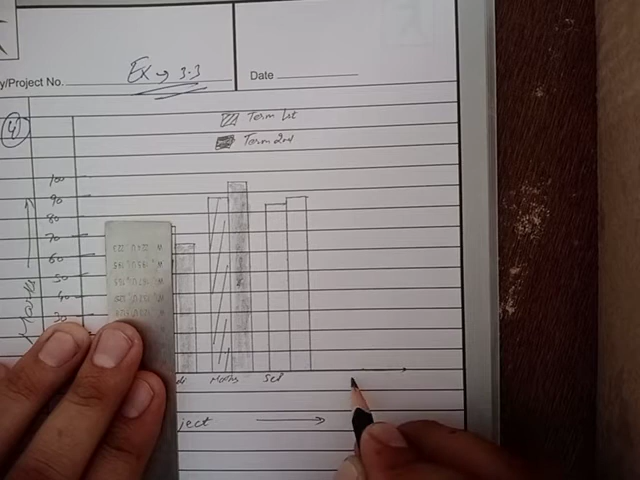 y/Project No. Ex → 3.3
Date
4
Term 1st
Term 2nd
100
90
80
70
60
50
40
30
Marks
Maths Sci
ject